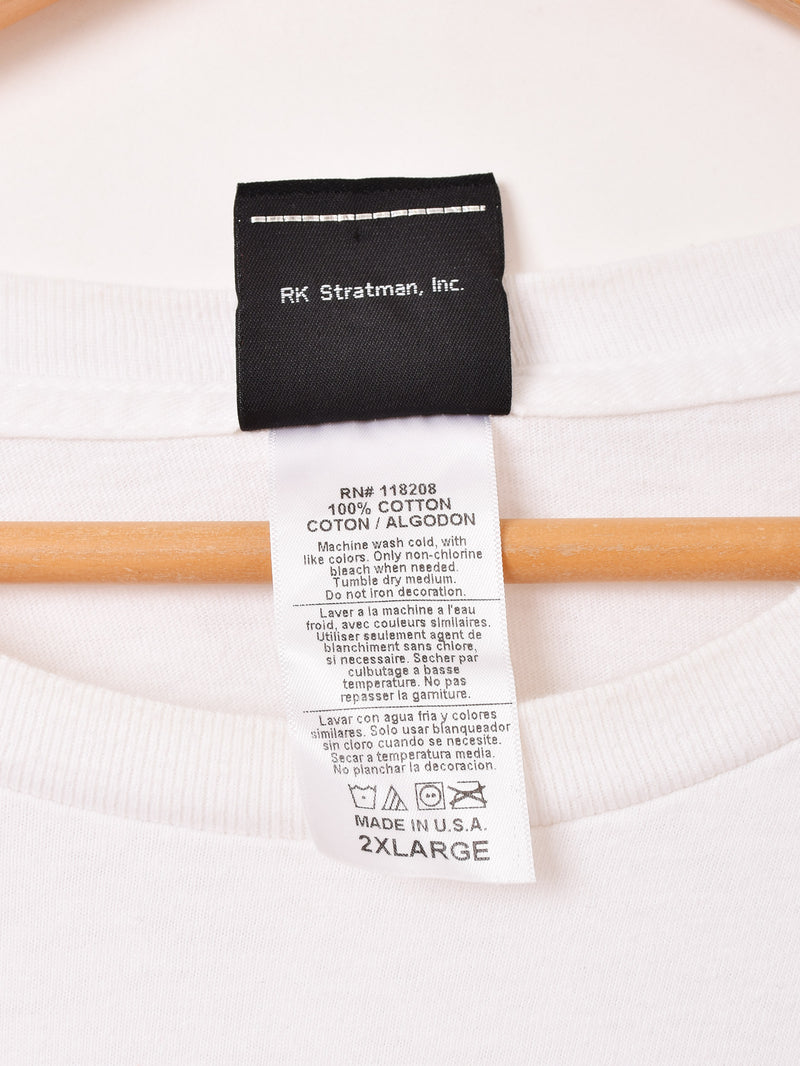 RK Stratman, Inc.
RN# 118208
100% COTTON
COTON / ALGODON
Machine wash cold, with
like colors. Only non-chlorine
bleach when needed.
Tumble dry medium.
Do not iron decoration.
Laver a la machine a l'eau
froid, avec couleurs similaires.
Utiliser seulement agent de
blanchiment sans chlore,
si necessaire. Secher par
culbutage a basse
temperature. No pas
repasser la garniture.
Lavar con agua fria y colores
similares. Solo usar blanqueador
sin cloro cuando se necesite.
Secar a temperatura media.
No planchar la decoracion.
MADE IN U.S.A.
2XLARGE